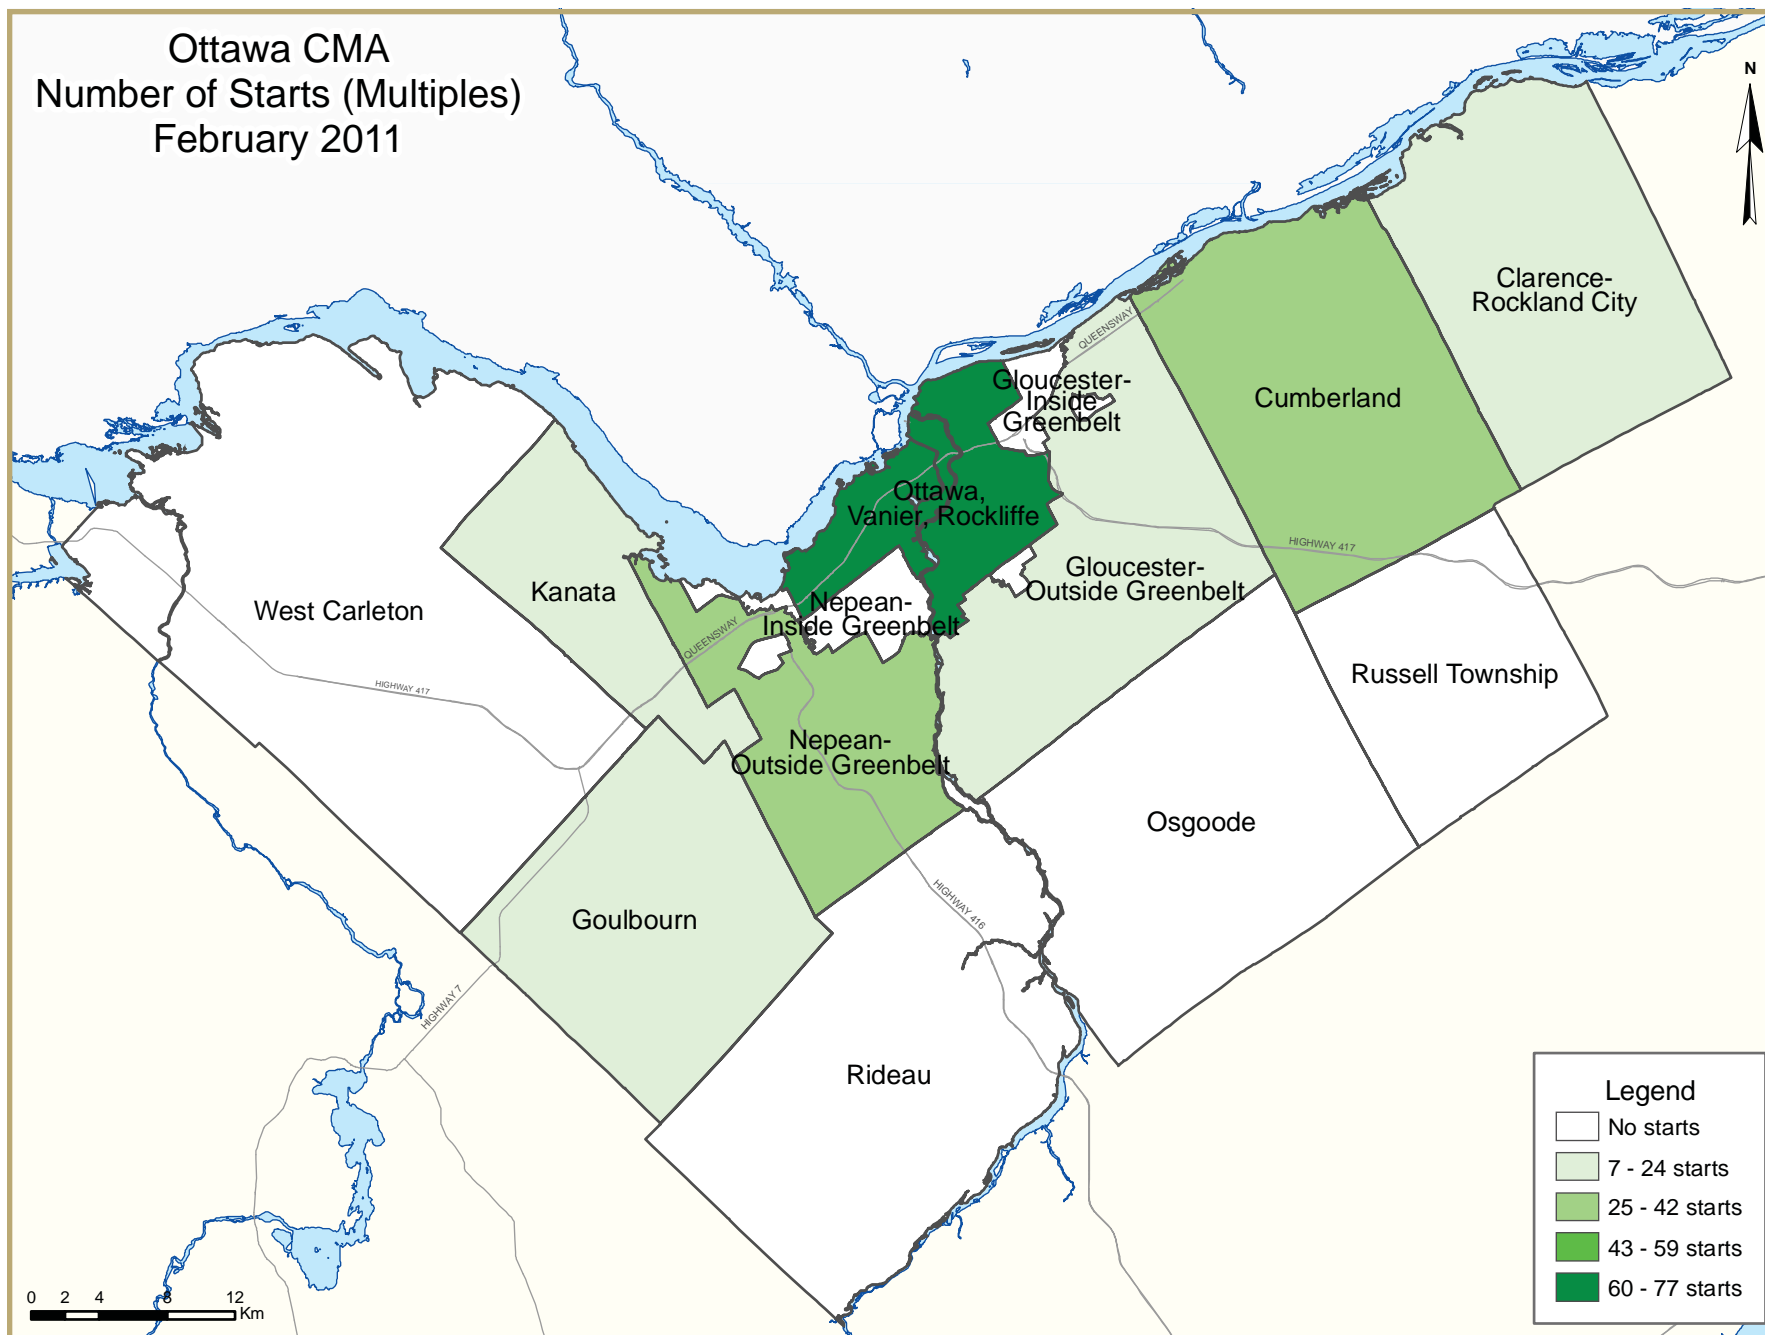 Ottawa CMA
Number of Starts (Multiples)
February 2011
N
Clarence-
Rockland City
QUEENSWAY
Gloucester-
Inside
Greenbelt
Cumberland
Ottawa,
Vanier, Rockliffe
HIGHWAY 417
Gloucester-
Outside Greenbelt
Kanata
West Carleton
Nepean-
Inside Greenbelt
QUEENSWAY
Russell Township
HIGHWAY 417
Nepean-
Outside Greenbelt
Osgoode
Goulbourn
HIGHWAY 416
HIGHWAY 7
Rideau
Legend
No starts
7 - 24 starts
25 - 42 starts
43 - 59 starts
60 - 77 starts
0 2 4 8 12
Km